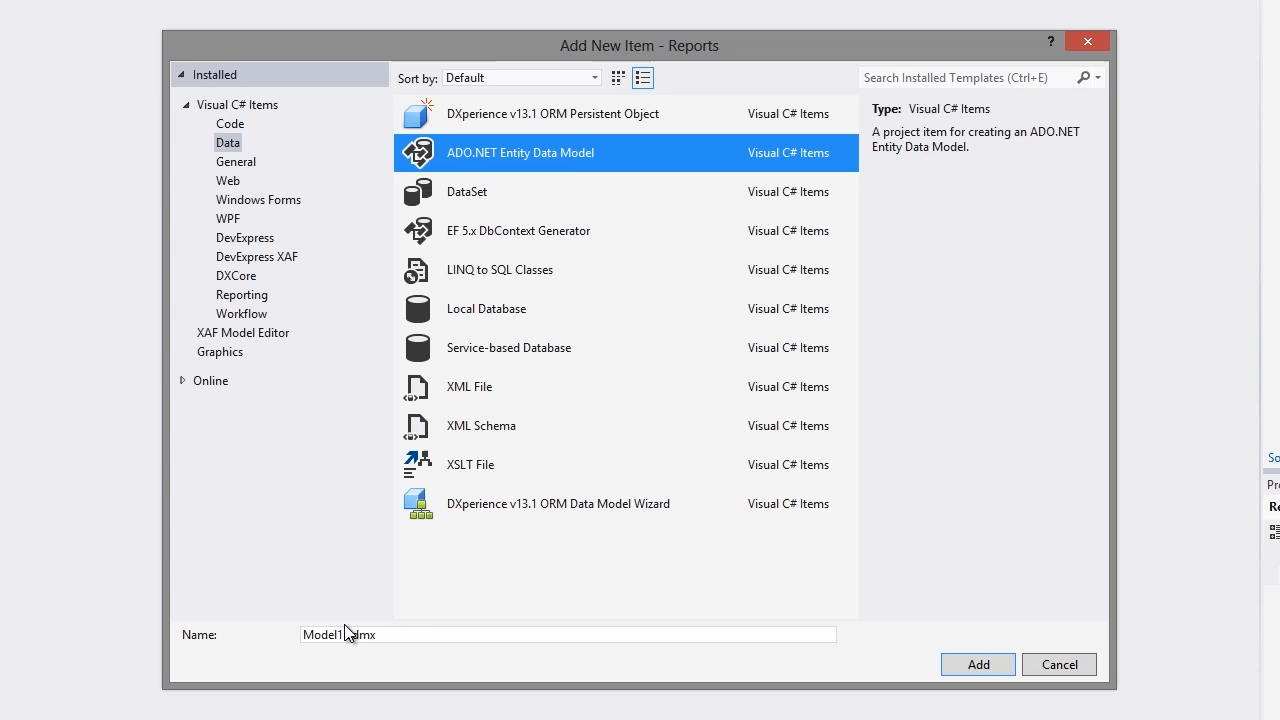 Add New Item - Reports
?
Installed
Sort by: Default
Search Installed Templates (Ctrl+E)
Visual C# Items
Code
Data
General
Web
Windows Forms
WPF
DevExpress
DevExpress XAF
DXCore
Reporting
Workflow
XAF Model Editor
Graphics
Online
DXperience v13.1 ORM Persistent Object Visual C# Items
ADO.NET Entity Data Model Visual C# Items
DataSet Visual C# Items
EF 5.x DbContext Generator Visual C# Items
LINQ to SQL Classes Visual C# Items
Local Database Visual C# Items
Service-based Database Visual C# Items
XML File Visual C# Items
XML Schema Visual C# Items
XSLT File Visual C# Items
DXperience v13.1 ORM Data Model Wizard Visual C# Items
Type: Visual C# Items
A project item for creating an ADO.NET
Entity Data Model.
Name:
Add
Cancel